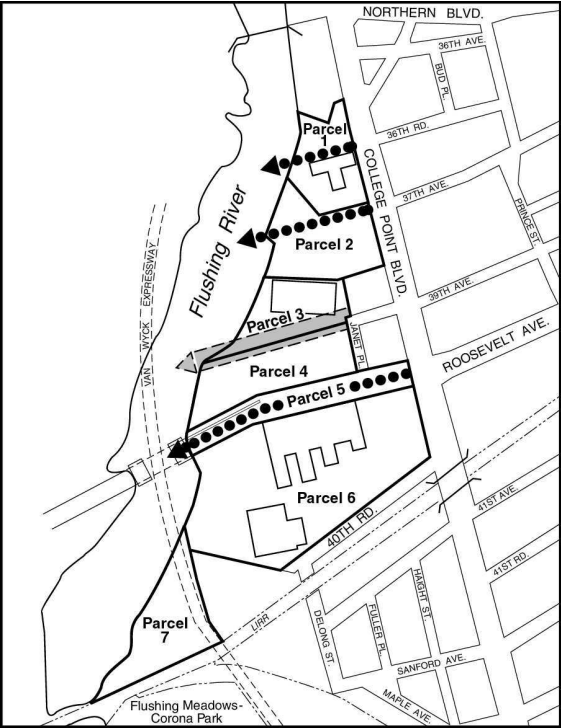 NORTHERN BLVD.
36TH AVE.
BUD PL.
Parcel
1
36TH RD.
COLLEGE POINT BLVD.
37TH AVE.
Flushing River
PRINCE ST.
Parcel 2
VAN WYCK EXPRESSWAY
39TH AVE.
Parcel 3
JANET PL.
ROOSEVELT AVE.
Parcel 4
Parcel 5
Parcel 6
40TH RD.
41ST AVE.
41ST RD.
HAIGHT ST.
FULLER PL.
DELONG ST.
LIRR
Parcel
7
SANFORD AVE.
MAPLE AVE.
Flushing Meadows-
Corona Park